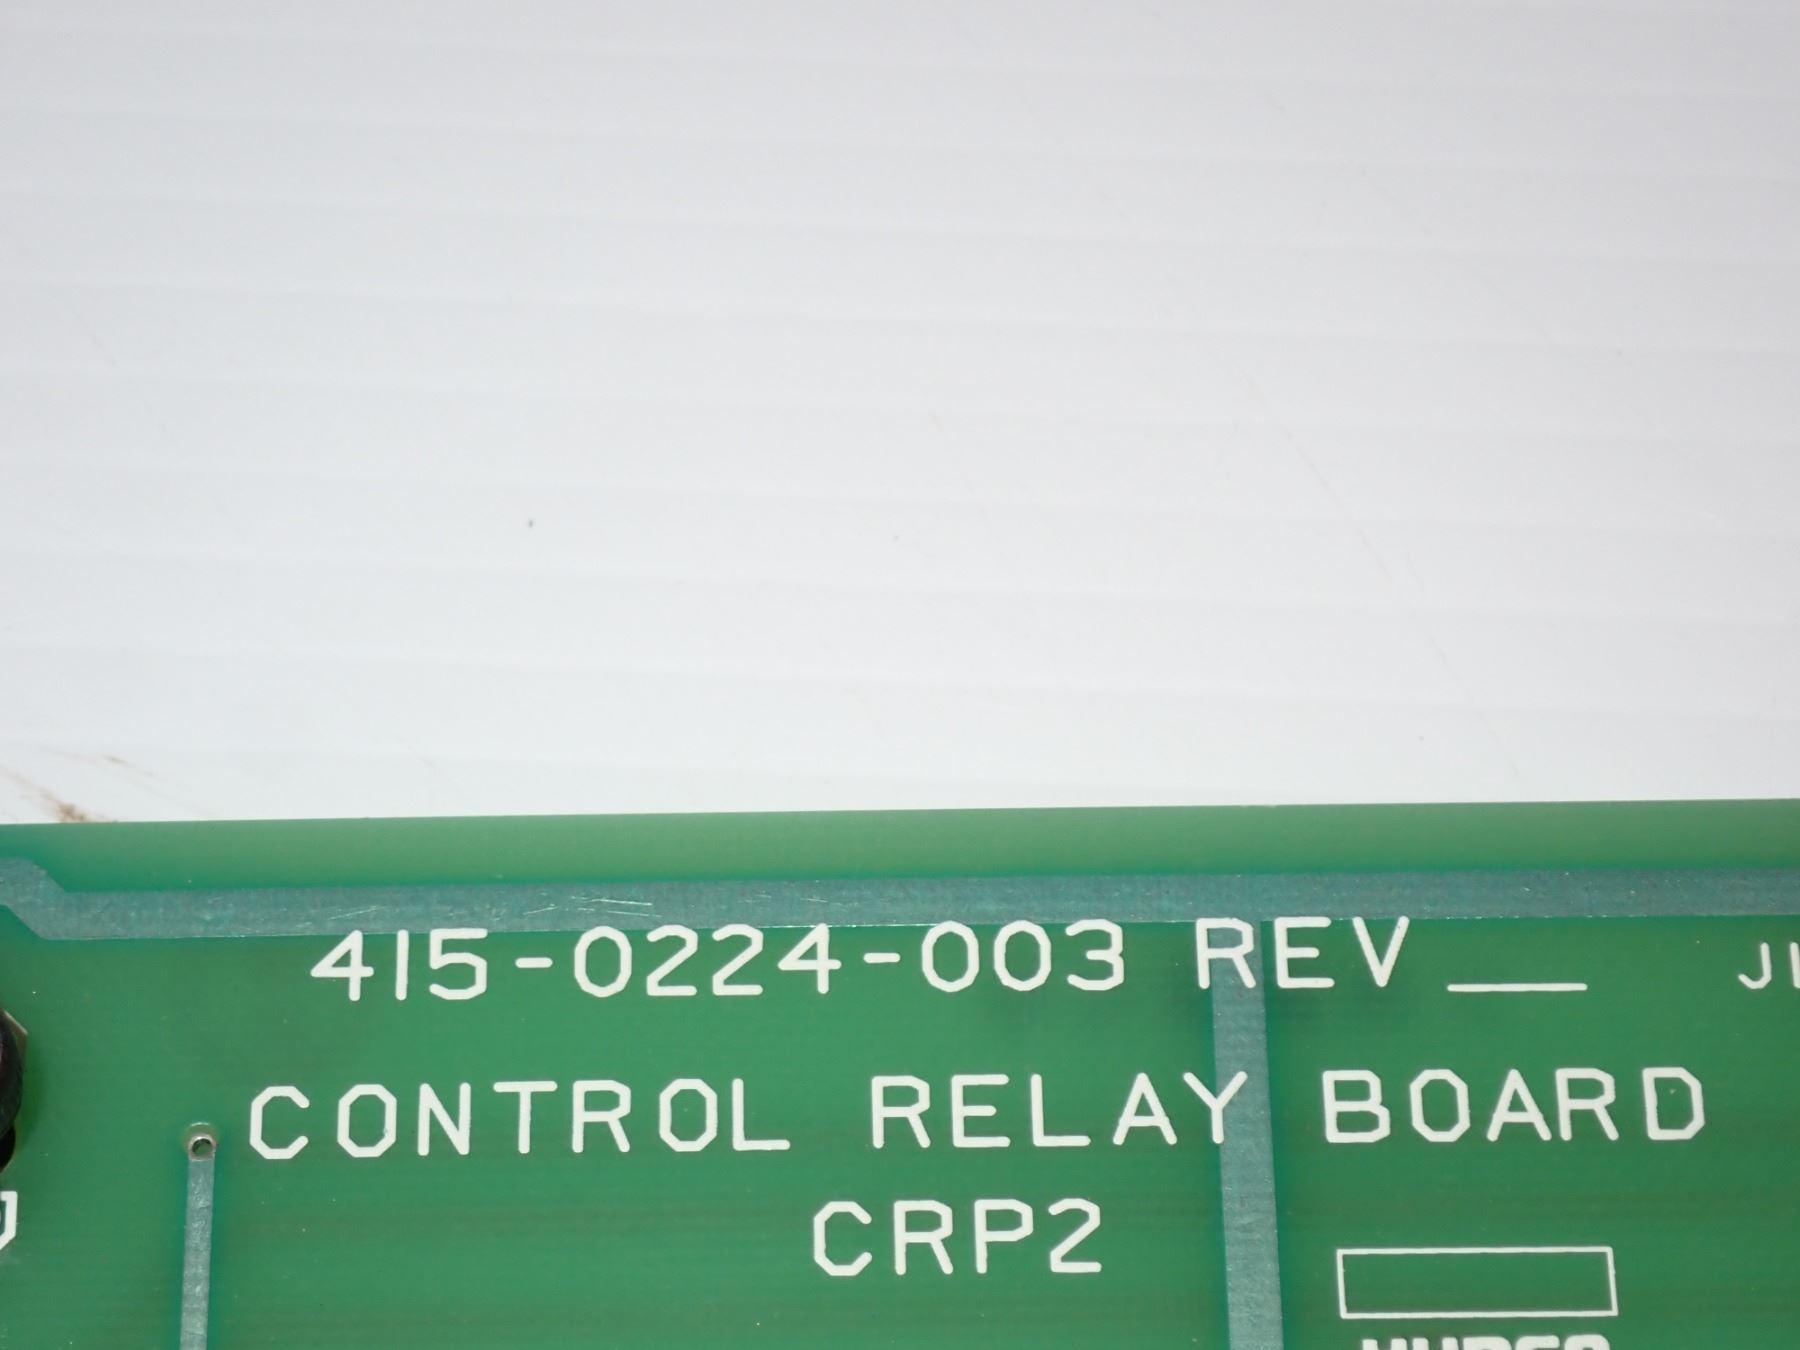 415-0224-003 REV __
CONTROL RELAY BOARD
CRP2